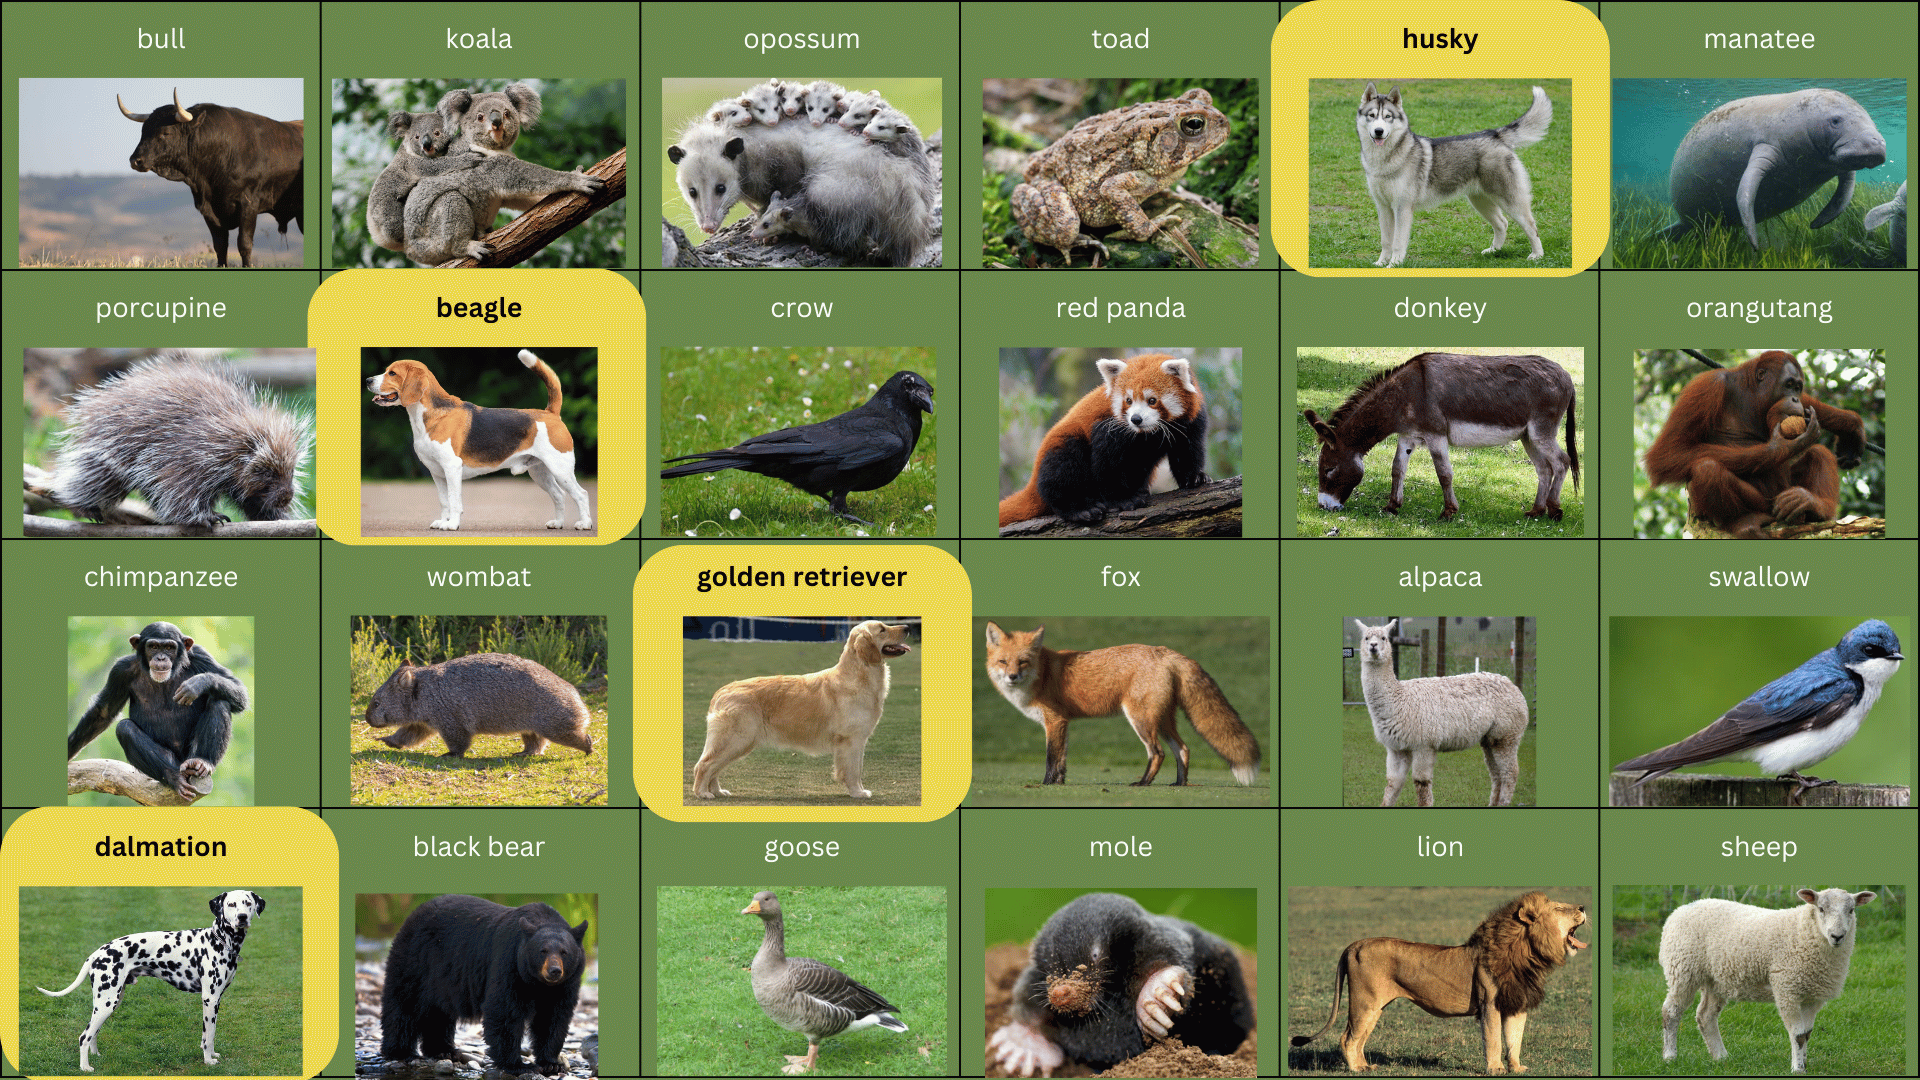 bull
koala
opossum
toad
husky
manatee
porcupine
beagle
crow
red panda
donkey
orangutang
chimpanzee
wombat
golden retriever
fox
alpaca
swallow
dalmation
black bear
goose
mole
lion
sheep